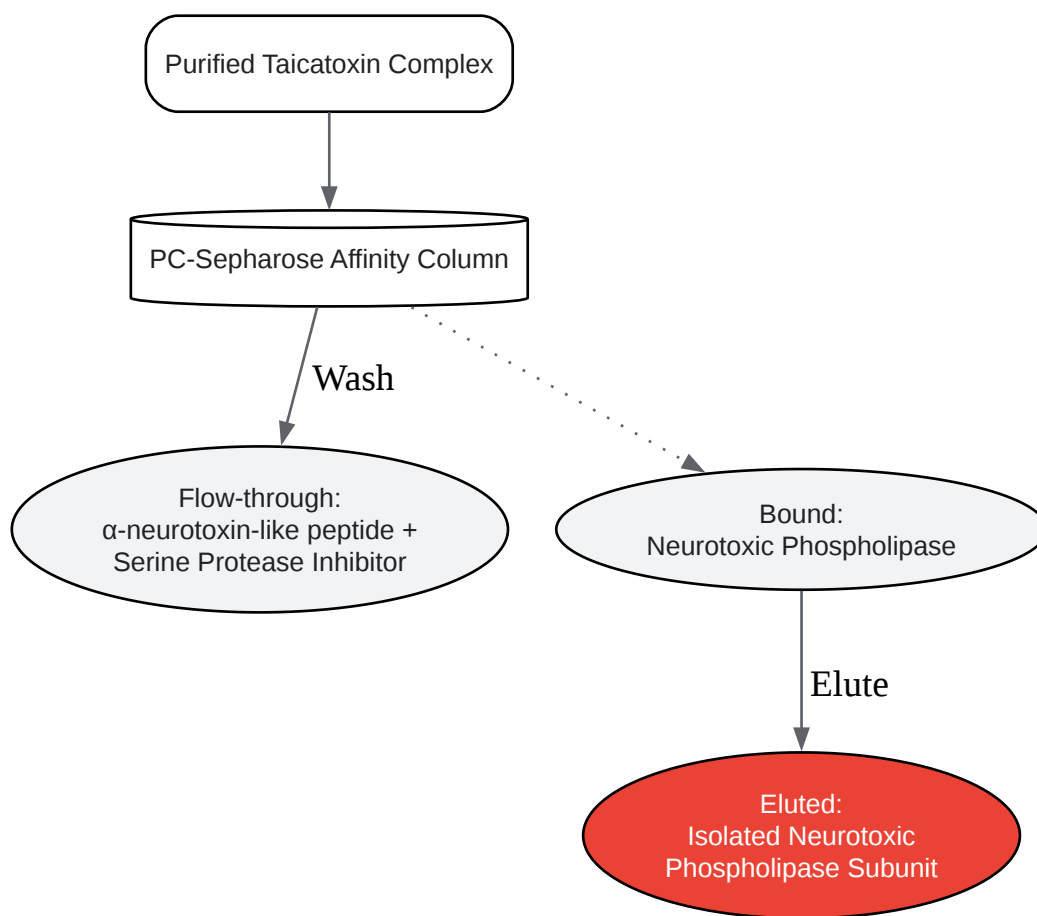 Purified Taicatoxin Complex
PC-Sepharose Affinity Column
Wash
Flow-through:
α-neurotoxin-like peptide +
Serine Protease Inhibitor
Bound:
Neurotoxic Phospholipase
Elute
Eluted:
Isolated Neurotoxic
Phospholipase Subunit